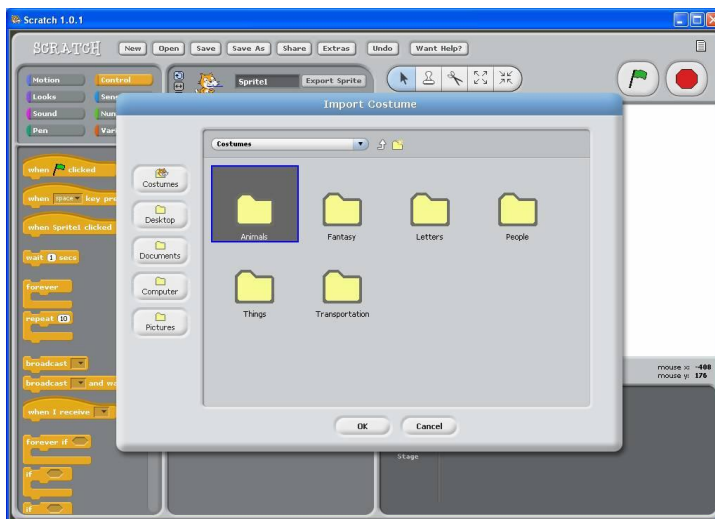 Scratch 1.0.1
SCRATCH New Open Save Save As Share Extras Undo Want Help?
Motion Control
Looks
Sound
Pen
Sprite1 Export Sprite
Import Costume
Costumes
Costumes
Desktop
Documents
Computer
Pictures
Animals Fantasy Letters People
Things Transportation
OK Cancel
when clicked
when space key
when Sprite1 clicked
wait 1 secs
forever
repeat 10
broadcast
broadcast and
when I receive
forever if
if
if
mouse x: -408
mouse y: 176
Stage